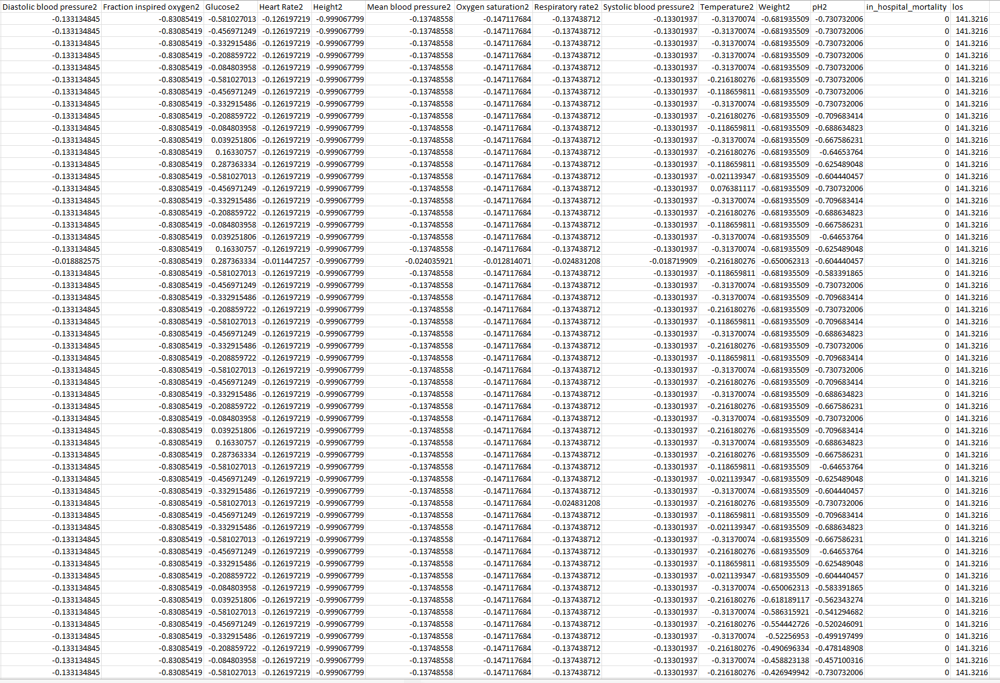 Diastolic blood pressure2 Fraction inspired oxygen2 Glucose2 Heart Rate2 Height2 Mean blood pressure2 Oxygen saturation2 Respiratory rate2 Systolic blood pressure2 Temperature2 Weight2 pH2 in_hospital_mortality los
-0.133134845 -0.83085419 -0.581027013 -0.126197219 -0.999067799 -0.13748558 -0.147117684 -0.137438712 -0.13301937 -0.31370074 -0.681935509 -0.730732006 0 141.3216
-0.133134845 -0.83085419 -0.456971249 -0.126197219 -0.999067799 -0.13748558 -0.147117684 -0.137438712 -0.13301937 -0.31370074 -0.681935509 -0.730732006 0 141.3216
-0.133134845 -0.83085419 -0.332915486 -0.126197219 -0.999067799 -0.13748558 -0.147117684 -0.137438712 -0.13301937 -0.31370074 -0.681935509 -0.730732006 0 141.3216
-0.133134845 -0.83085419 -0.208859722 -0.126197219 -0.999067799 -0.13748558 -0.147117684 -0.137438712 -0.13301937 -0.31370074 -0.681935509 -0.730732006 0 141.3216
-0.133134845 -0.83085419 -0.084803958 -0.126197219 -0.999067799 -0.13748558 -0.147117684 -0.137438712 -0.13301937 -0.31370074 -0.681935509 -0.730732006 0 141.3216
-0.133134845 -0.83085419 -0.581027013 -0.126197219 -0.999067799 -0.13748558 -0.147117684 -0.137438712 -0.13301937 -0.216180276 -0.681935509 -0.730732006 0 141.3216
-0.133134845 -0.83085419 -0.456971249 -0.126197219 -0.999067799 -0.13748558 -0.147117684 -0.137438712 -0.13301937 -0.118659811 -0.681935509 -0.730732006 0 141.3216
-0.133134845 -0.83085419 -0.332915486 -0.126197219 -0.999067799 -0.13748558 -0.147117684 -0.137438712 -0.13301937 -0.31370074 -0.681935509 -0.730732006 0 141.3216
-0.133134845 -0.83085419 -0.208859722 -0.126197219 -0.999067799 -0.13748558 -0.147117684 -0.137438712 -0.13301937 -0.216180276 -0.681935509 -0.709683414 0 141.3216
-0.133134845 -0.83085419 -0.084803958 -0.126197219 -0.999067799 -0.13748558 -0.147117684 -0.137438712 -0.13301937 -0.118659811 -0.681935509 -0.688634823 0 141.3216
-0.133134845 -0.83085419 0.039251806 -0.126197219 -0.999067799 -0.13748558 -0.147117684 -0.137438712 -0.13301937 -0.31370074 -0.681935509 -0.667586231 0 141.3216
-0.133134845 -0.83085419 0.16330757 -0.126197219 -0.999067799 -0.13748558 -0.147117684 -0.137438712 -0.13301937 -0.216180276 -0.681935509 -0.64653764 0 141.3216
-0.133134845 -0.83085419 0.287363334 -0.126197219 -0.999067799 -0.13748558 -0.147117684 -0.137438712 -0.13301937 -0.118659811 -0.681935509 -0.625489048 0 141.3216
-0.133134845 -0.83085419 -0.581027013 -0.126197219 -0.999067799 -0.13748558 -0.147117684 -0.137438712 -0.13301937 -0.021139347 -0.681935509 -0.604440457 0 141.3216
-0.133134845 -0.83085419 -0.456971249 -0.126197219 -0.999067799 -0.13748558 -0.147117684 -0.137438712 -0.13301937 0.076381117 -0.681935509 -0.730732006 0 141.3216
-0.133134845 -0.83085419 -0.332915486 -0.126197219 -0.999067799 -0.13748558 -0.147117684 -0.137438712 -0.13301937 -0.31370074 -0.681935509 -0.709683414 0 141.3216
-0.133134845 -0.83085419 -0.208859722 -0.126197219 -0.999067799 -0.13748558 -0.147117684 -0.137438712 -0.13301937 -0.216180276 -0.681935509 -0.688634823 0 141.3216
-0.133134845 -0.83085419 -0.084803958 -0.126197219 -0.999067799 -0.13748558 -0.147117684 -0.137438712 -0.13301937 -0.118659811 -0.681935509 -0.667586231 0 141.3216
-0.133134845 -0.83085419 0.039251806 -0.126197219 -0.999067799 -0.13748558 -0.147117684 -0.137438712 -0.13301937 -0.31370074 -0.681935509 -0.64653764 0 141.3216
-0.133134845 -0.83085419 0.16330757 -0.126197219 -0.999067799 -0.13748558 -0.147117684 -0.137438712 -0.13301937 -0.31370074 -0.681935509 -0.625489048 0 141.3216
-0.018882575 -0.83085419 0.287363334 -0.011447257 -0.999067799 -0.024035921 -0.012814071 -0.024831208 -0.018719909 -0.216180276 -0.650062313 -0.604440457 0 141.3216
-0.133134845 -0.83085419 -0.581027013 -0.126197219 -0.999067799 -0.13748558 -0.147117684 -0.137438712 -0.13301937 -0.118659811 -0.681935509 -0.583391865 0 141.3216
-0.133134845 -0.83085419 -0.456971249 -0.126197219 -0.999067799 -0.13748558 -0.147117684 -0.137438712 -0.13301937 -0.31370074 -0.681935509 -0.730732006 0 141.3216
-0.133134845 -0.83085419 -0.332915486 -0.126197219 -0.999067799 -0.13748558 -0.147117684 -0.137438712 -0.13301937 -0.31370074 -0.681935509 -0.709683414 0 141.3216
-0.133134845 -0.83085419 -0.208859722 -0.126197219 -0.999067799 -0.13748558 -0.147117684 -0.137438712 -0.13301937 -0.216180276 -0.681935509 -0.730732006 0 141.3216
-0.133134845 -0.83085419 -0.581027013 -0.126197219 -0.999067799 -0.13748558 -0.147117684 -0.137438712 -0.13301937 -0.118659811 -0.681935509 -0.709683414 0 141.3216
-0.133134845 -0.83085419 -0.456971249 -0.126197219 -0.999067799 -0.13748558 -0.147117684 -0.137438712 -0.13301937 -0.31370074 -0.681935509 -0.688634823 0 141.3216
-0.133134845 -0.83085419 -0.332915486 -0.126197219 -0.999067799 -0.13748558 -0.147117684 -0.137438712 -0.13301937 -0.216180276 -0.681935509 -0.730732006 0 141.3216
-0.133134845 -0.83085419 -0.208859722 -0.126197219 -0.999067799 -0.13748558 -0.147117684 -0.137438712 -0.13301937 -0.118659811 -0.681935509 -0.709683414 0 141.3216
-0.133134845 -0.83085419 -0.581027013 -0.126197219 -0.999067799 -0.13748558 -0.147117684 -0.137438712 -0.13301937 -0.31370074 -0.681935509 -0.730732006 0 141.3216
-0.133134845 -0.83085419 -0.456971249 -0.126197219 -0.999067799 -0.13748558 -0.147117684 -0.137438712 -0.13301937 -0.216180276 -0.681935509 -0.709683414 0 141.3216
-0.133134845 -0.83085419 -0.332915486 -0.126197219 -0.999067799 -0.13748558 -0.147117684 -0.137438712 -0.13301937 -0.31370074 -0.681935509 -0.688634823 0 141.3216
-0.133134845 -0.83085419 -0.208859722 -0.126197219 -0.999067799 -0.13748558 -0.147117684 -0.137438712 -0.13301937 -0.216180276 -0.681935509 -0.667586231 0 141.3216
-0.133134845 -0.83085419 -0.084803958 -0.126197219 -0.999067799 -0.13748558 -0.147117684 -0.137438712 -0.13301937 -0.31370074 -0.681935509 -0.730732006 0 141.3216
-0.133134845 -0.83085419 0.039251806 -0.126197219 -0.999067799 -0.13748558 -0.147117684 -0.137438712 -0.13301937 -0.216180276 -0.681935509 -0.709683414 0 141.3216
-0.133134845 -0.83085419 0.16330757 -0.126197219 -0.999067799 -0.13748558 -0.147117684 -0.137438712 -0.13301937 -0.31370074 -0.681935509 -0.688634823 0 141.3216
-0.133134845 -0.83085419 0.287363334 -0.126197219 -0.999067799 -0.13748558 -0.147117684 -0.137438712 -0.13301937 -0.216180276 -0.681935509 -0.667586231 0 141.3216
-0.133134845 -0.83085419 -0.581027013 -0.126197219 -0.999067799 -0.13748558 -0.147117684 -0.137438712 -0.13301937 -0.118659811 -0.681935509 -0.64653764 0 141.3216
-0.133134845 -0.83085419 -0.456971249 -0.126197219 -0.999067799 -0.13748558 -0.147117684 -0.137438712 -0.13301937 -0.021139347 -0.681935509 -0.625489048 0 141.3216
-0.133134845 -0.83085419 -0.332915486 -0.126197219 -0.999067799 -0.13748558 -0.147117684 -0.137438712 -0.13301937 -0.31370074 -0.681935509 -0.604440457 0 141.3216
-0.133134845 -0.83085419 -0.581027013 -0.126197219 -0.999067799 -0.13748558 -0.147117684 -0.024831208 -0.13301937 -0.216180276 -0.681935509 -0.730732006 0 141.3216
-0.133134845 -0.83085419 -0.456971249 -0.126197219 -0.999067799 -0.13748558 -0.147117684 -0.137438712 -0.13301937 -0.118659811 -0.681935509 -0.709683414 0 141.3216
-0.133134845 -0.83085419 -0.332915486 -0.126197219 -0.999067799 -0.13748558 -0.147117684 -0.137438712 -0.13301937 -0.021139347 -0.681935509 -0.688634823 0 141.3216
-0.133134845 -0.83085419 -0.581027013 -0.126197219 -0.999067799 -0.13748558 -0.147117684 -0.137438712 -0.13301937 -0.31370074 -0.681935509 -0.667586231 0 141.3216
-0.133134845 -0.83085419 -0.456971249 -0.126197219 -0.999067799 -0.13748558 -0.147117684 -0.137438712 -0.13301937 -0.216180276 -0.681935509 -0.64653764 0 141.3216
-0.133134845 -0.83085419 -0.332915486 -0.126197219 -0.999067799 -0.13748558 -0.147117684 -0.137438712 -0.13301937 -0.118659811 -0.681935509 -0.625489048 0 141.3216
-0.133134845 -0.83085419 -0.208859722 -0.126197219 -0.999067799 -0.13748558 -0.147117684 -0.137438712 -0.13301937 -0.021139347 -0.681935509 -0.604440457 0 141.3216
-0.133134845 -0.83085419 -0.084803958 -0.126197219 -0.999067799 -0.13748558 -0.147117684 -0.137438712 -0.13301937 -0.31370074 -0.650062313 -0.583391865 0 141.3216
-0.133134845 -0.83085419 0.039251806 -0.126197219 -0.999067799 -0.13748558 -0.147117684 -0.137438712 -0.13301937 -0.216180276 -0.618189117 -0.562343274 0 141.3216
-0.133134845 -0.83085419 -0.581027013 -0.126197219 -0.999067799 -0.13748558 -0.147117684 -0.137438712 -0.13301937 -0.31370074 -0.586315921 -0.541294682 0 141.3216
-0.133134845 -0.83085419 -0.456971249 -0.126197219 -0.999067799 -0.13748558 -0.147117684 -0.137438712 -0.13301937 -0.216180276 -0.554442726 -0.520246091 0 141.3216
-0.133134845 -0.83085419 -0.332915486 -0.126197219 -0.999067799 -0.13748558 -0.147117684 -0.137438712 -0.13301937 -0.31370074 -0.52256953 -0.499197499 0 141.3216
-0.133134845 -0.83085419 -0.208859722 -0.126197219 -0.999067799 -0.13748558 -0.147117684 -0.137438712 -0.13301937 -0.216180276 -0.490696334 -0.478148908 0 141.3216
-0.133134845 -0.83085419 -0.084803958 -0.126197219 -0.999067799 -0.13748558 -0.147117684 -0.137438712 -0.13301937 -0.31370074 -0.458823138 -0.457100316 0 141.3216
-0.133134845 -0.83085419 -0.581027013 -0.126197219 -0.999067799 -0.13748558 -0.147117684 -0.137438712 -0.13301937 -0.216180276 -0.426949942 -0.730732006 0 141.3216